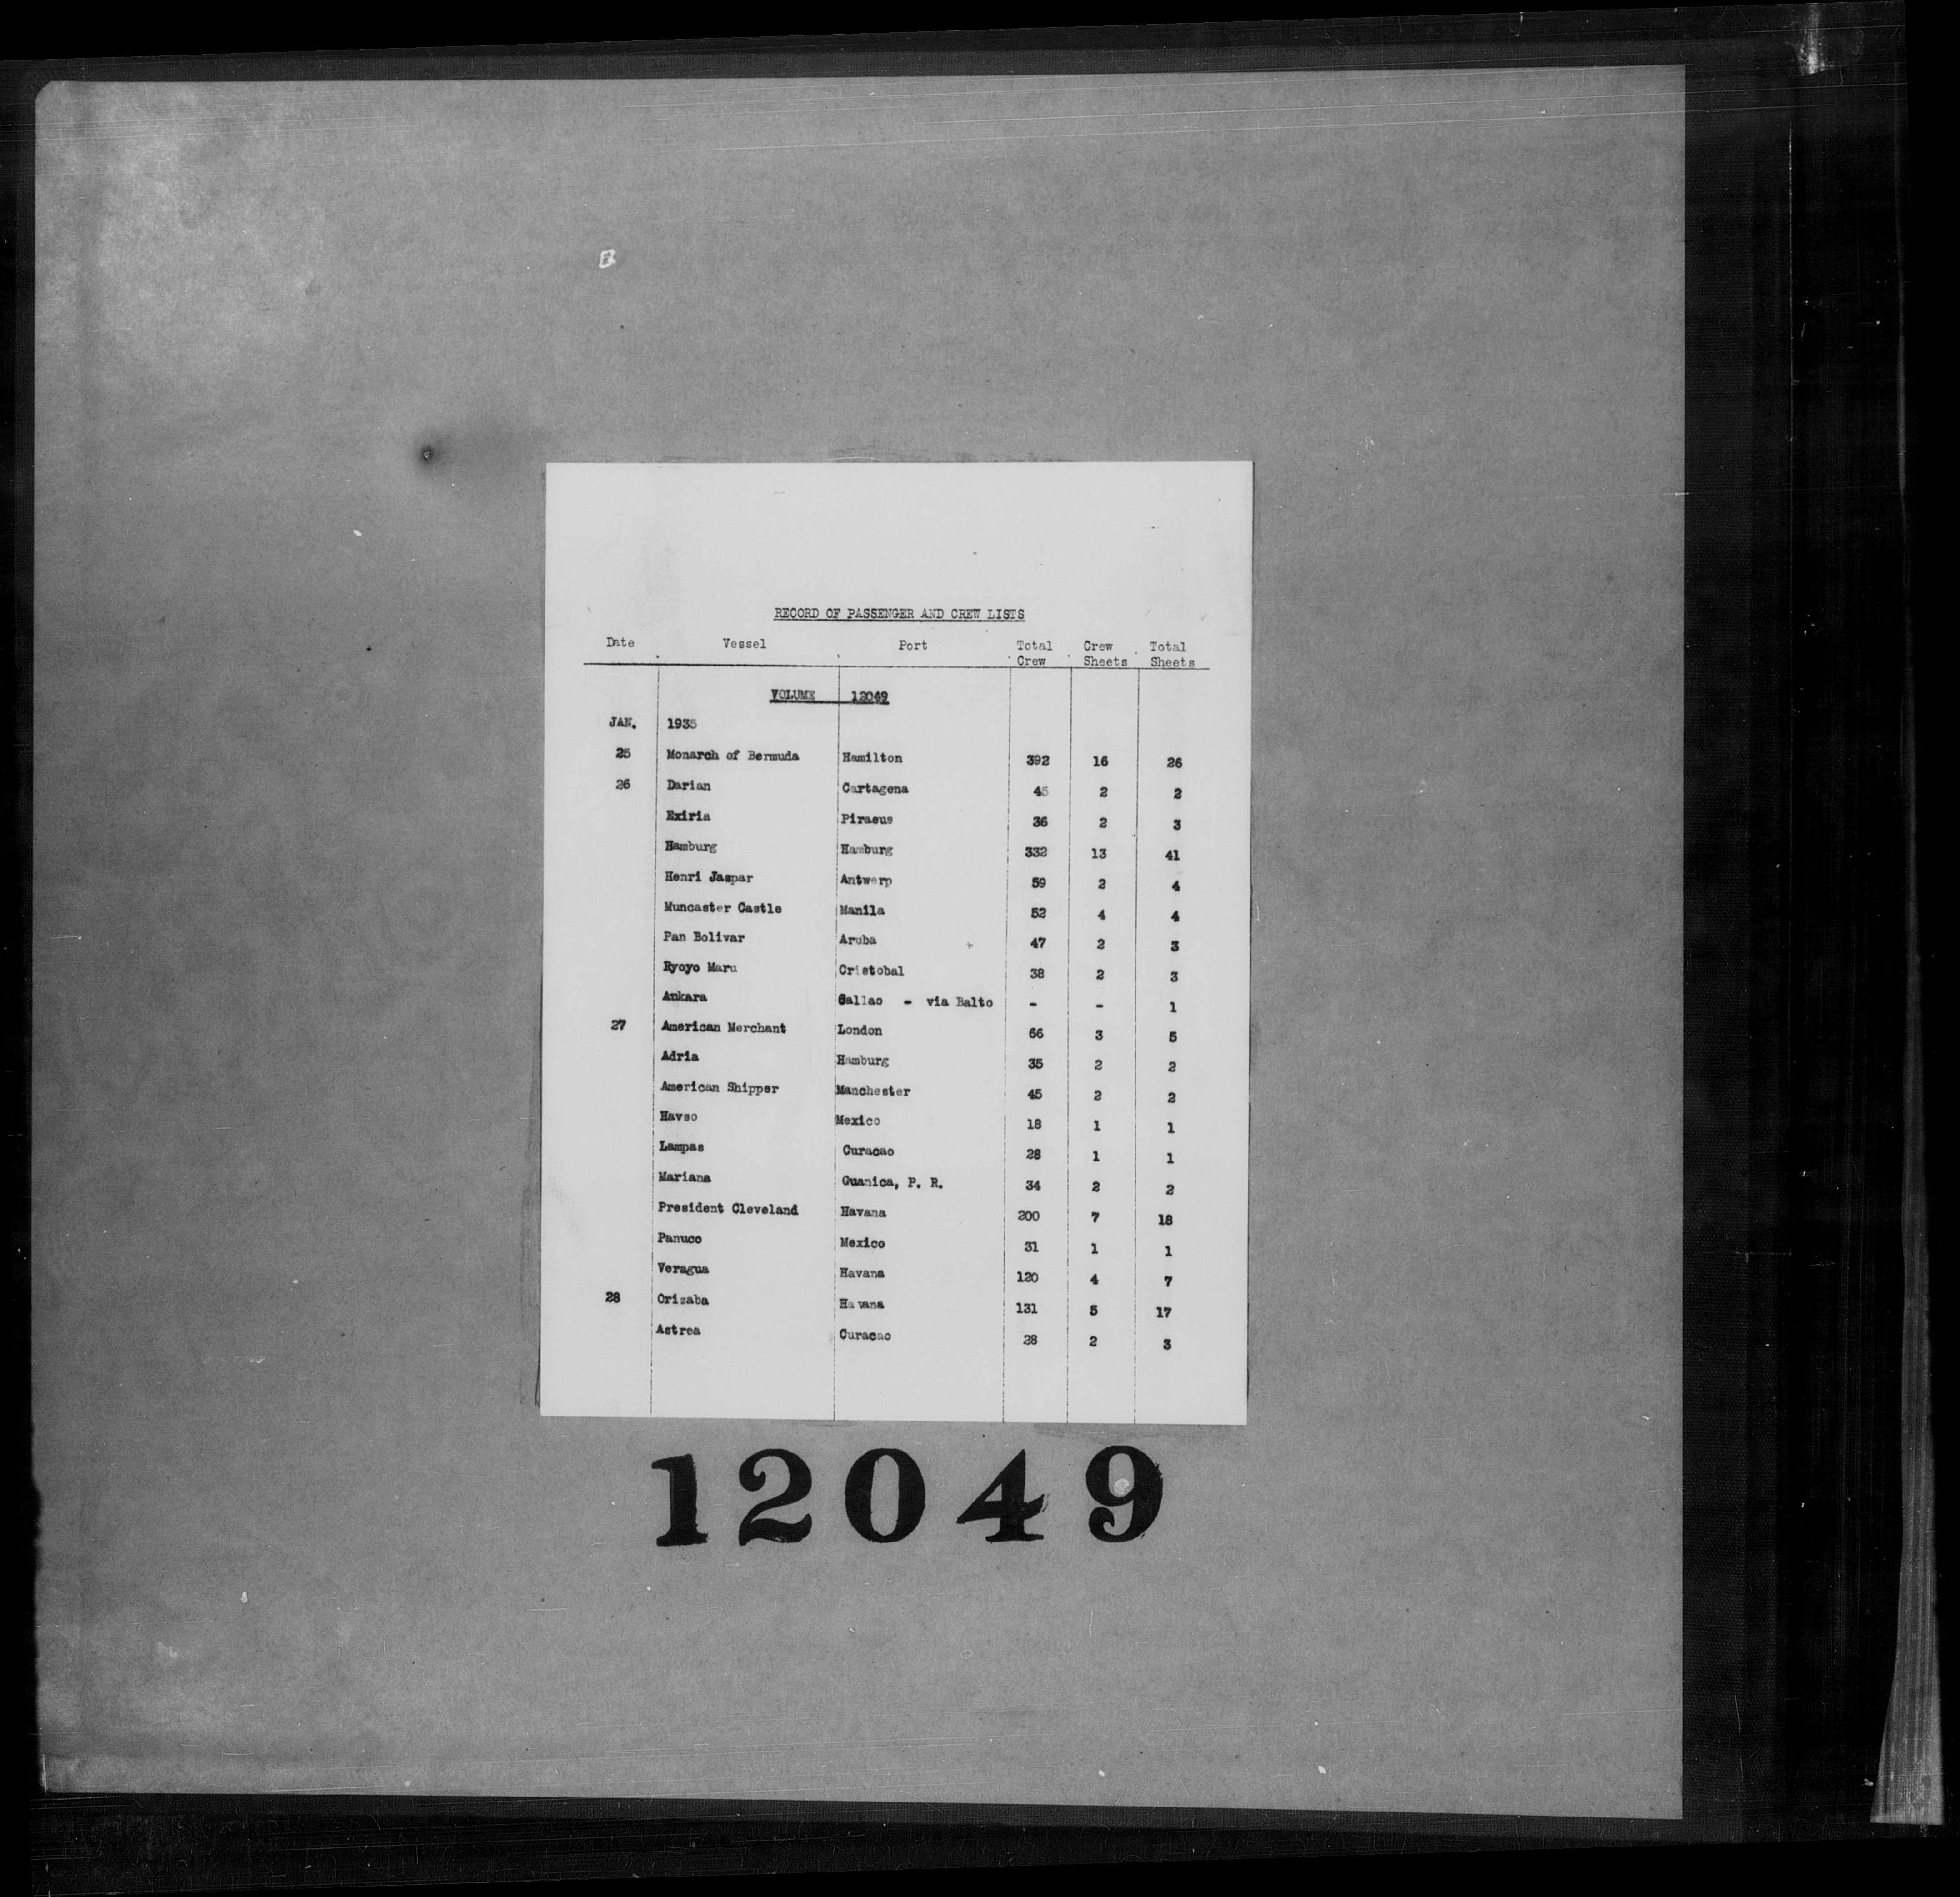 RECORD OF PASSENGER AND CREW LISTS
Date Vessel Port Total Crew Crew Sheets Total Sheets
VOLUME 12049
JAN. 1935
25 Monarch of Bermuda Hamilton 392 16 26
26 Darian Cartagena 45 2 2
Exiria Piraeus 36 2 3
Hamburg Hamburg 332 13 41
Henri Jaspar Antwerp 59 2 4
Muncaster Castle Manila 52 4 4
Pan Bolivar Aruba 47 2 3
Ryoyo Maru Cristobal 38 2 3
Ankara Callao - via Balto - - 1
27 American Merchant London 66 3 5
Adria Hamburg 35 2 2
American Shipper Manchester 45 2 2
Havso Mexico 18 1 1
Lampas Curacao 28 1 1
Mariana Guanica, P. R. 34 2 2
President Cleveland Havana 200 7 18
Panuco Mexico 31 1 1
Veragua Havana 120 4 7
28 Orizaba Havana 131 5 17
Astrea Curacao 28 2 3
12049